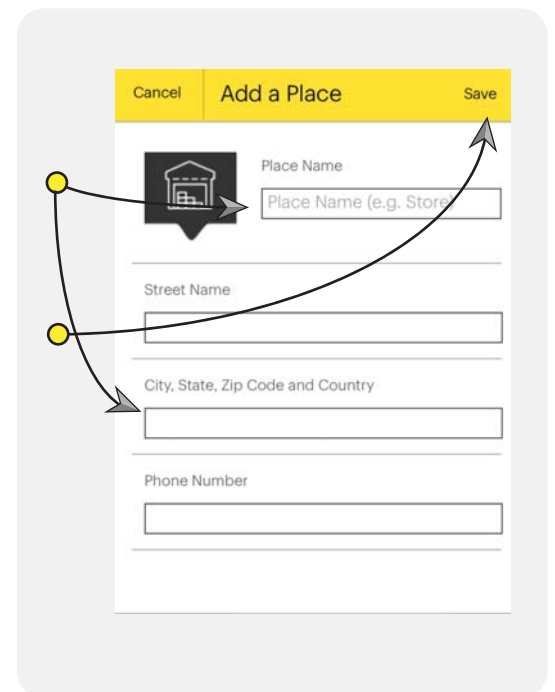 Cancel Add a Place Save
Place Name
Place Name (e.g. Store)
Street Name
City, State, Zip Code and Country
Phone Number